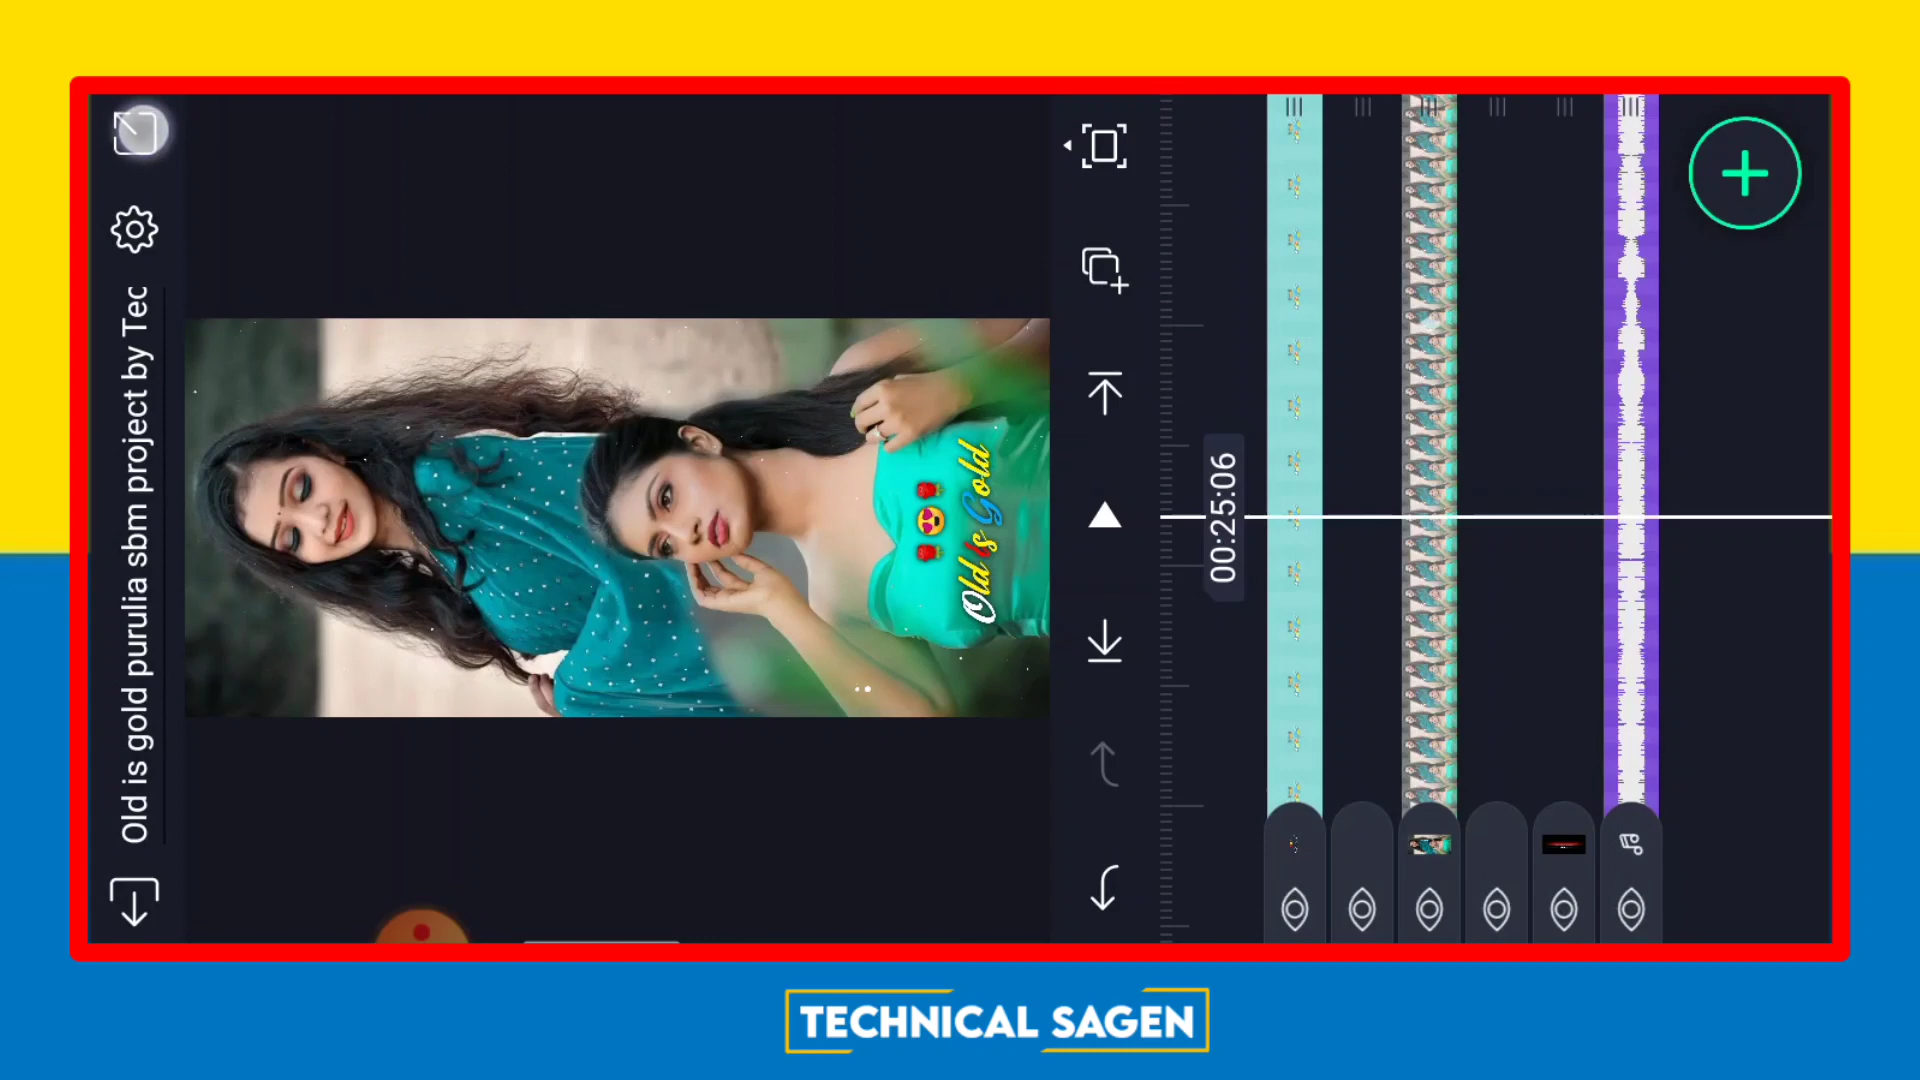 Old is gold purulia sbm project by Tec
Old Is Gold
00:25:06
TECHNICAL SAGEN